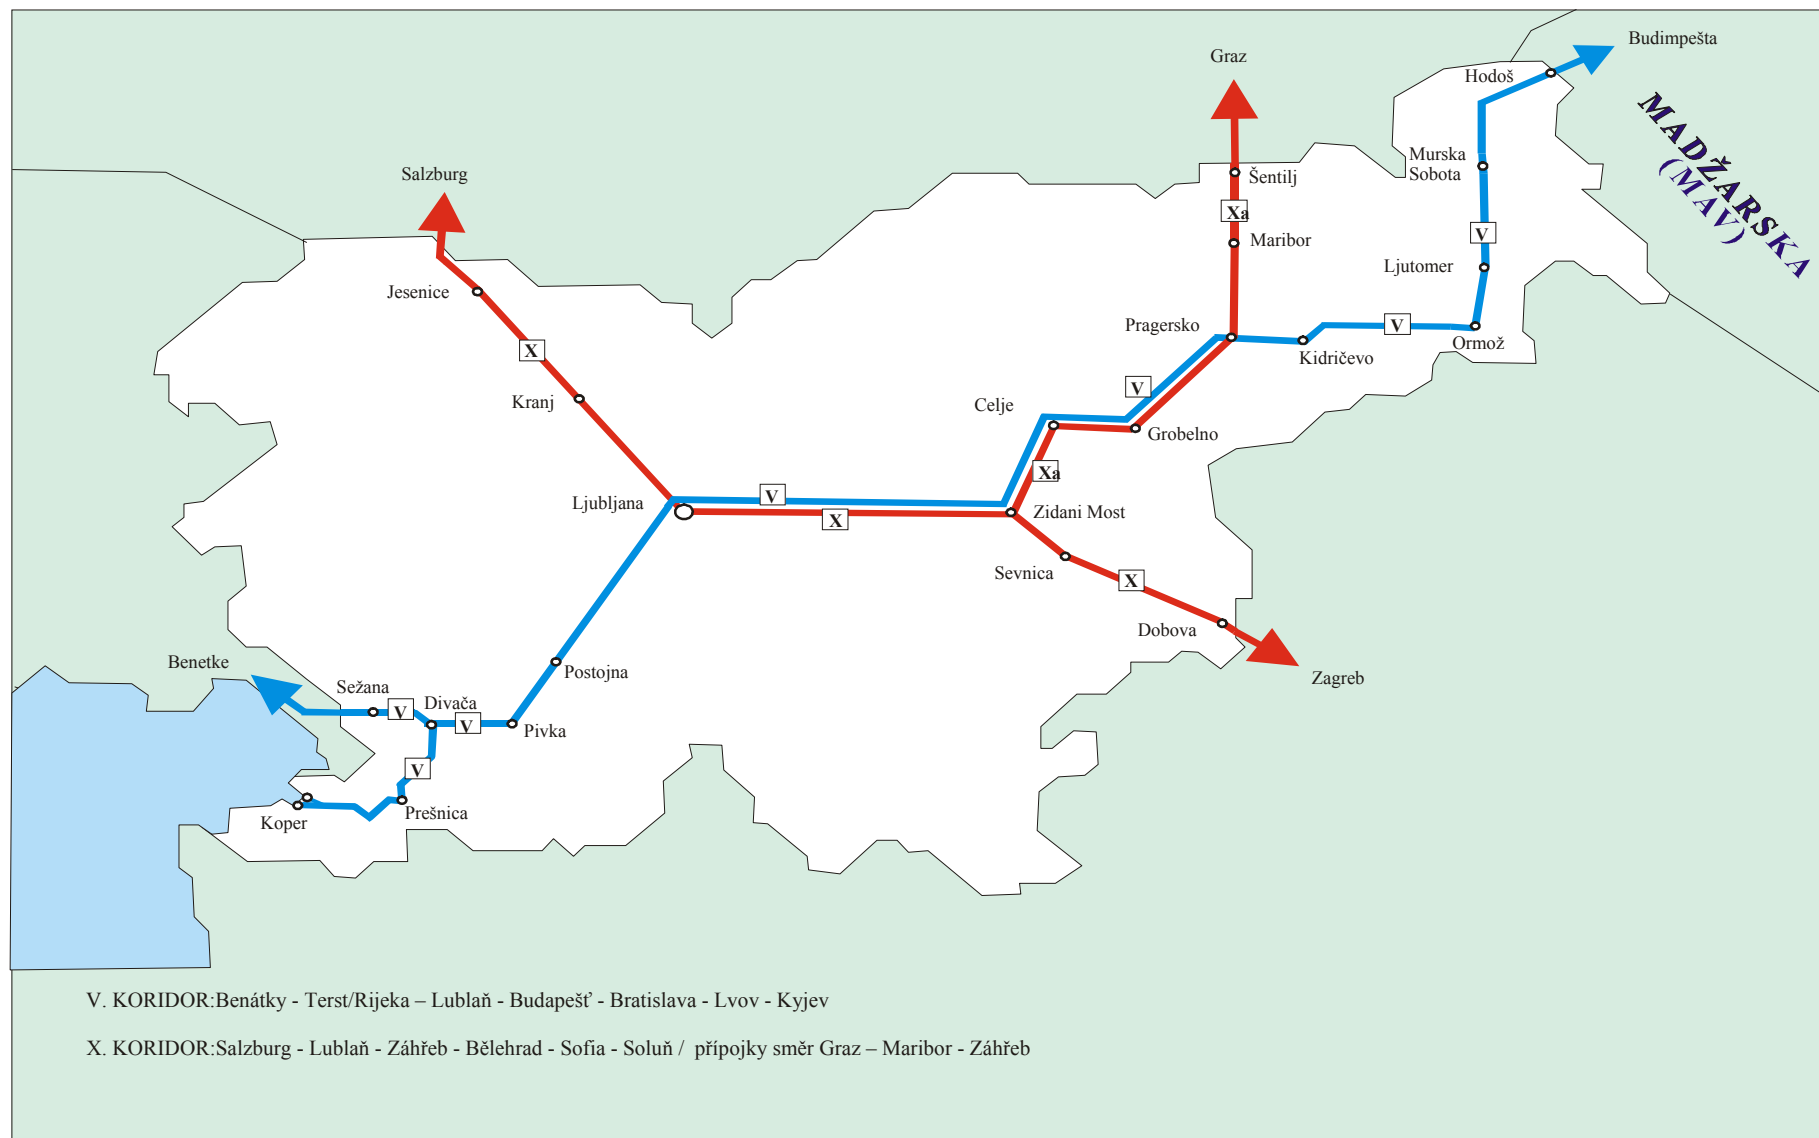 Budimpešta
Graz
Hodoš
MADŽARSKA
(MAV)
Murska
Sobota
Salzburg
Šentilj
Xa
V
Maribor
Ljutomer
Jesenice
Pragersko
V
X
Kidričevo
Ormož
V
Kranj
Celje
Grobelno
Xa
V
Ljubljana
X
Zidani Most
Sevnica
X
Dobova
Benetke
Postojna
Zagreb
Sežana
Divača
V
V
Pivka
V
Prešnica
Koper
V. KORIDOR:Benátky - Terst/Rijeka – Lublaň - Budapešť - Bratislava - Lvov - Kyjev
X. KORIDOR:Salzburg - Lublaň - Záhřeb - Bělehrad - Sofia - Soluň / přípojky směr Graz – Maribor - Záhřeb